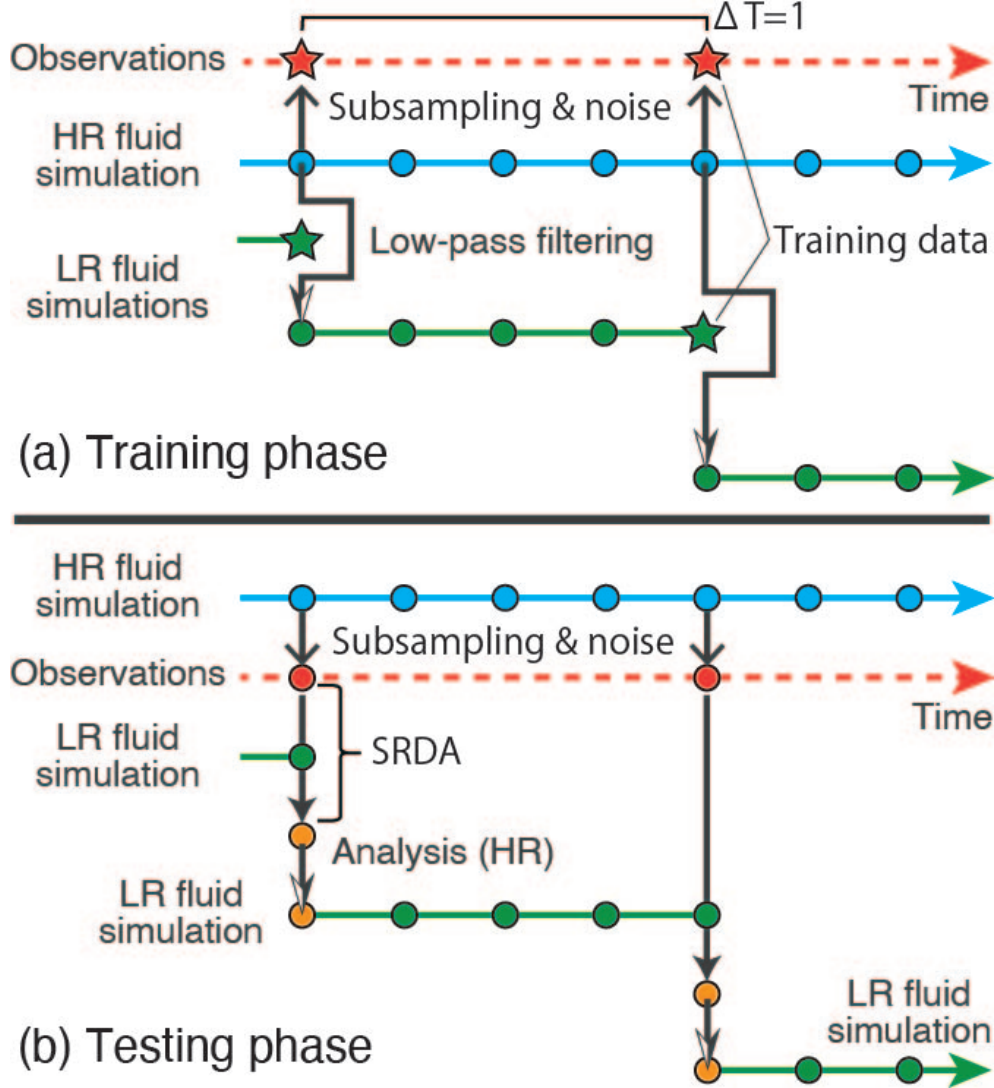 Δ T=1
Observations
Time
Subsampling & noise
HR fluid
simulation
Low-pass filtering
Training data
LR fluid
simulations
(a) Training phase
HR fluid
simulation
Subsampling & noise
Observations
Time
LR fluid
simulation
SRDA
Analysis (HR)
LR fluid
simulation
LR fluid
simulation
(b) Testing phase